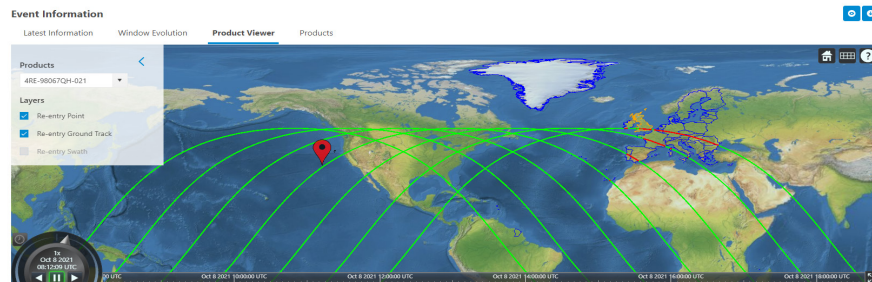 Event Information
Latest Information Window Evolution Product Viewer Products
Products
4RE-98067QH-021
Layers
Re-entry Point
Re-entry Ground Track
Re-entry Swath
?
1x
Oct 8 2021
08:12:09 UTC
00 UTC Oct 8 2021 10:00:00 UTC Oct 8 2021 12:00:00 UTC Oct 8 2021 14:00:00 UTC Oct 8 2021 16:00:00 UTC Oct 8 2021 18:00:00 UTC